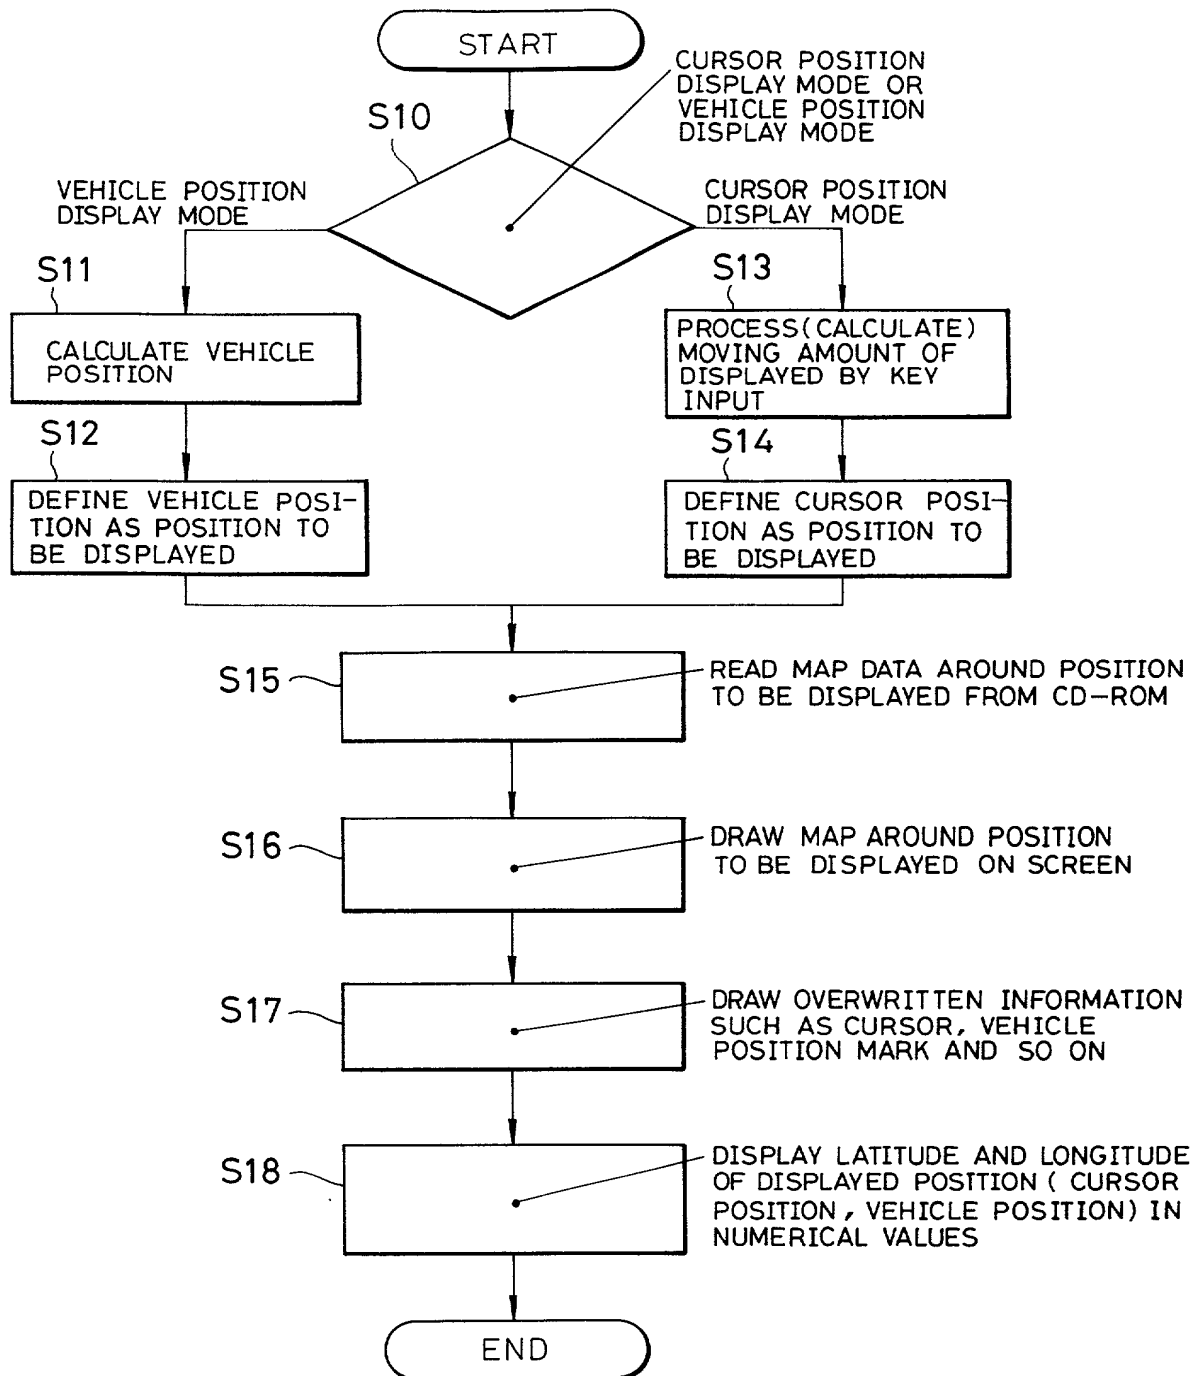 START
CURSOR POSITION
DISPLAY MODE OR
VEHICLE POSITION
DISPLAY MODE
S10
VEHICLE POSITION
DISPLAY MODE
CURSOR POSITION
DISPLAY MODE
S11
CALCULATE VEHICLE
POSITION
S13
PROCESS(CALCULATE)
MOVING AMOUNT OF
DISPLAYED BY KEY
INPUT
S12
DEFINE VEHICLE POSI-
TION AS POSITION TO
BE DISPLAYED
S14
DEFINE CURSOR POSI-
TION AS POSITION TO
BE DISPLAYED
S15
READ MAP DATA AROUND POSITION
TO BE DISPLAYED FROM CD-ROM
S16
DRAW MAP AROUND POSITION
TO BE DISPLAYED ON SCREEN
S17
DRAW OVERWRITTEN INFORMATION
SUCH AS CURSOR, VEHICLE
POSITION MARK AND SO ON
S18
DISPLAY LATITUDE AND LONGITUDE
OF DISPLAYED POSITION ( CURSOR
POSITION , VEHICLE POSITION) IN
NUMERICAL VALUES
END